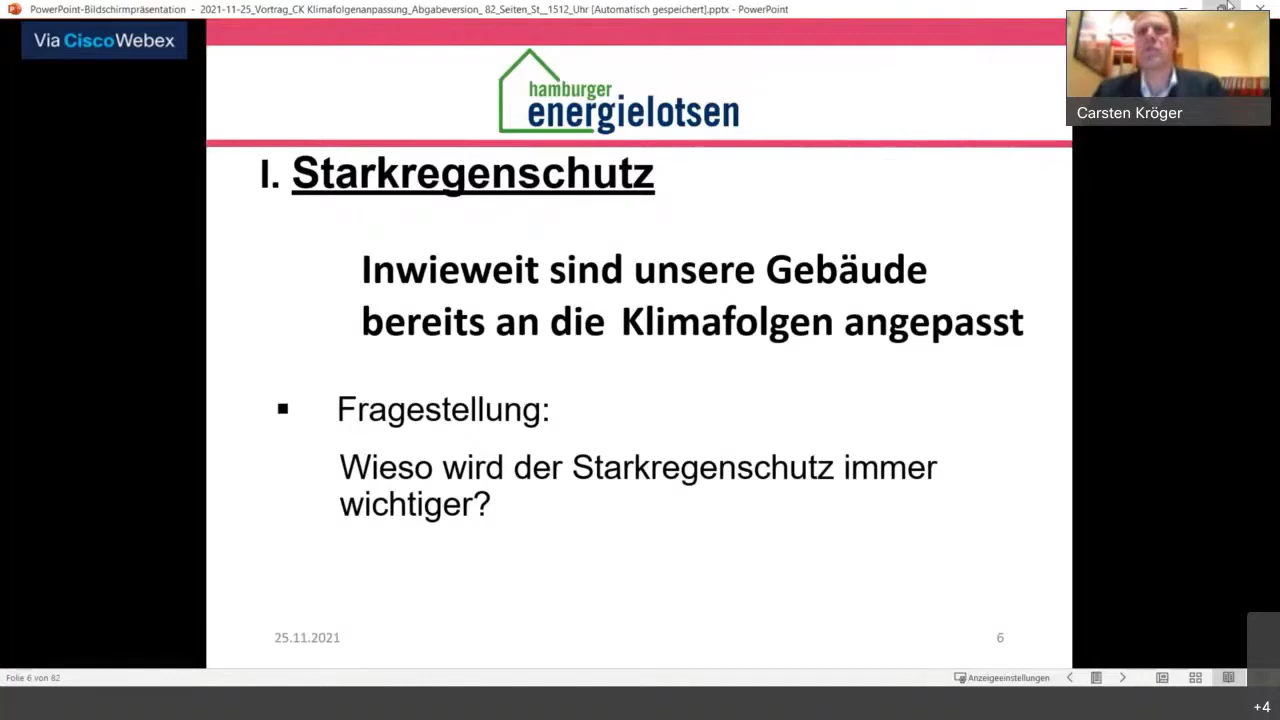 PowerPoint-Bildschirmpräsentation - 2021-11-25_Vortrag_CK Klimafolgenanpassung_Abgabeversion_ 82_Seiten_St__1512_Uhr [Automatisch gespeichert].pptx - PowerPoint
Via CiscoWebex
Carsten Kröger
hamburger
energielotsen
I. Starkregenschutz
Inwieweit sind unsere Gebäude
bereits an die Klimafolgen angepasst
▪ Fragestellung:
Wieso wird der Starkregenschutz immer
wichtiger?
25.11.2021
6
Folie 6 von 82
Anzeigeeinstellungen
+4